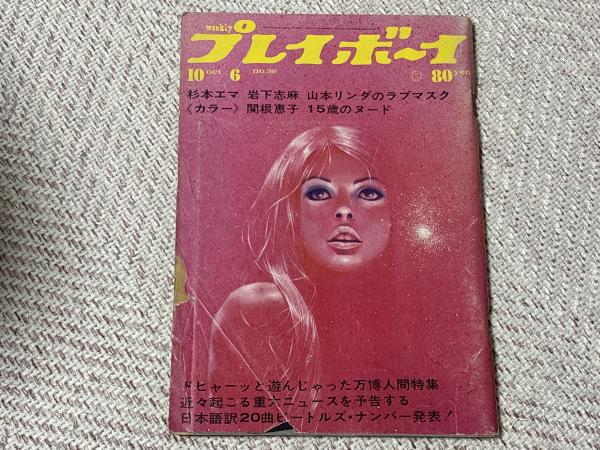 weekly
プレイボーイ
10 oct 6 no.39 80 yen
杉本エマ 岩下志麻 山本リンダのラブマスク
〈カラー〉 関根恵子 15歳のヌード
ドヒャーッと遊んじゃった万博人間特集
近々起こる重大ニュースを予告する
日本語訳20曲ビートルズ・ナンバー発表!